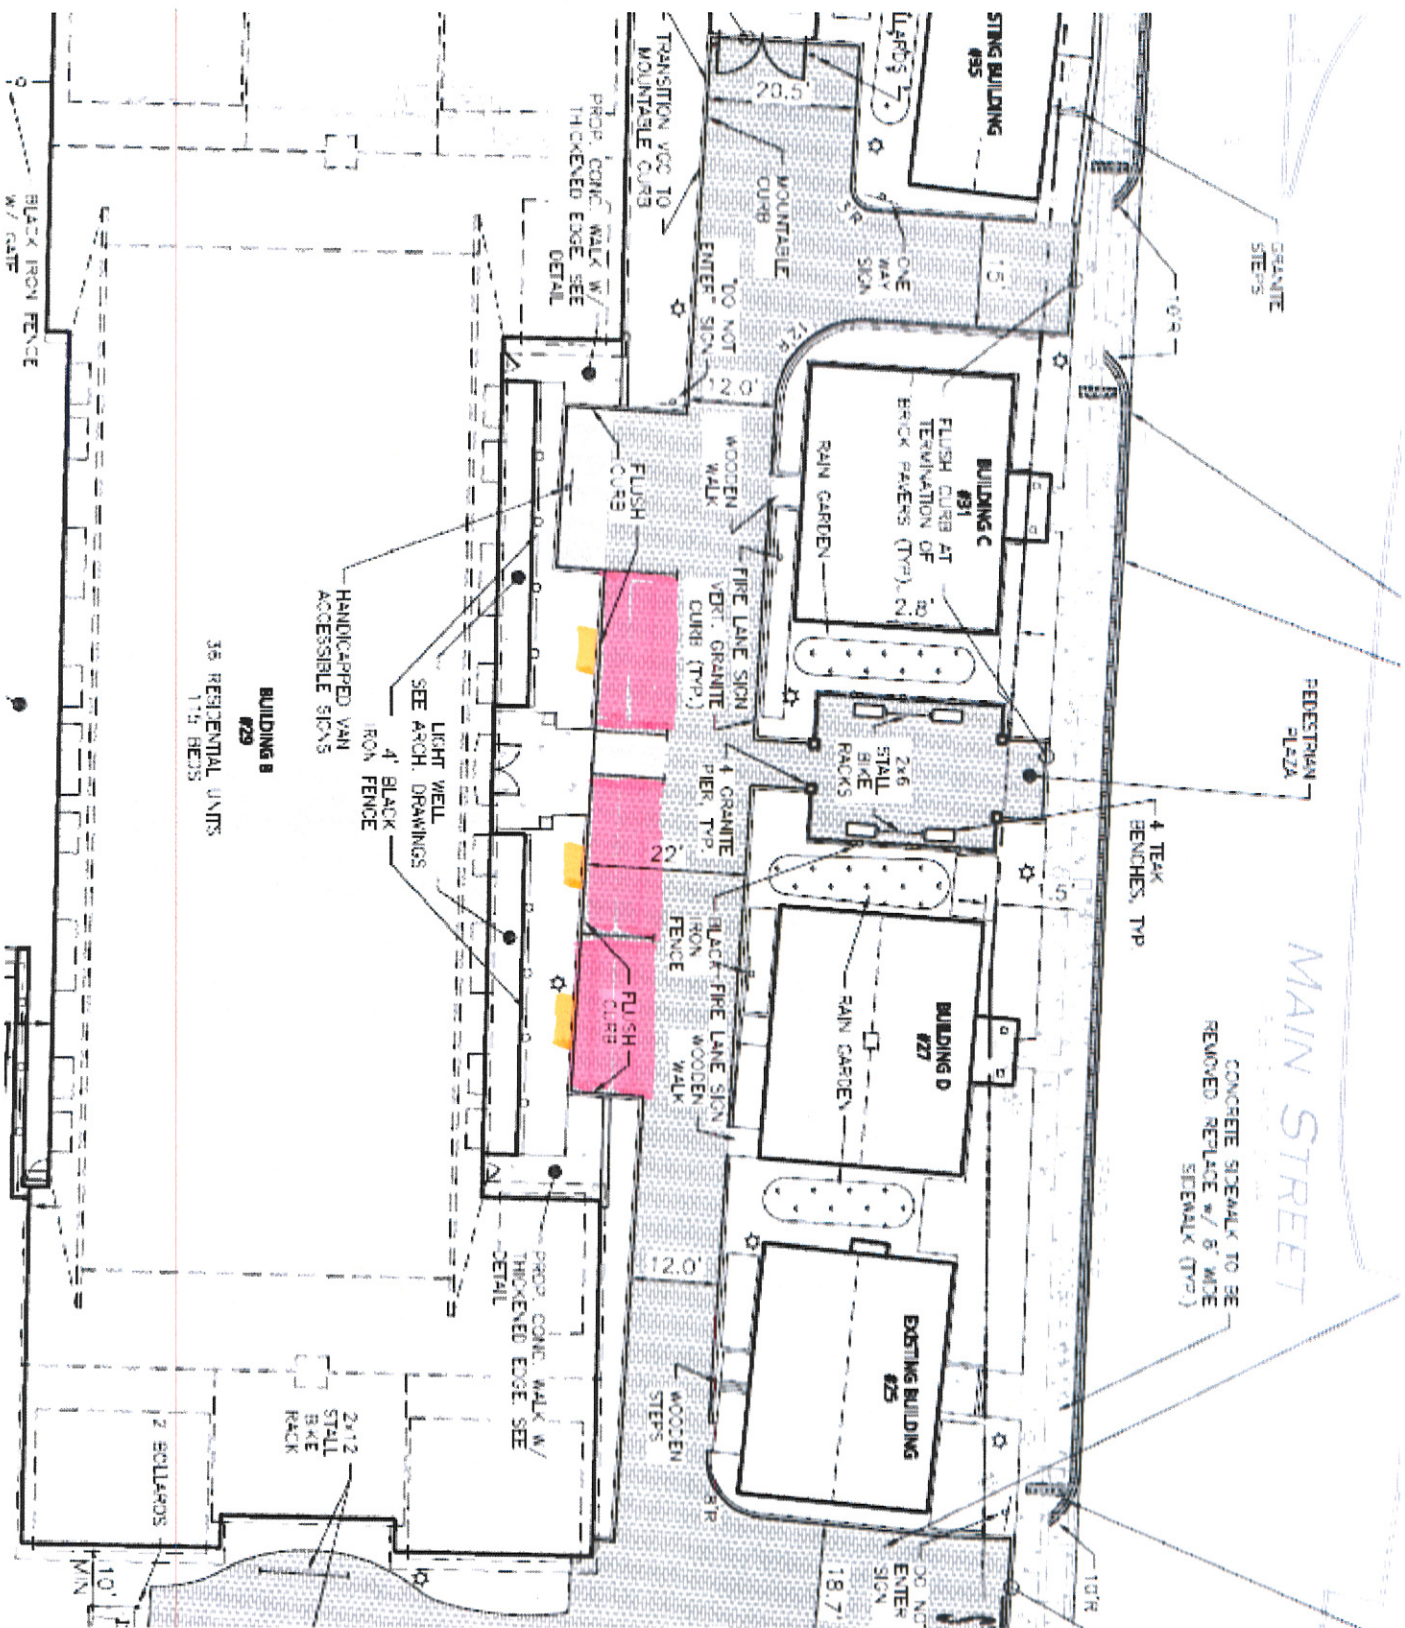 STING BUILDING
#35
LLARDS
20.5'
TRANSITION VCC TO
MOUNTABLE CURB
PROP. CONC. WALK W/
THICKENED EDGE, SEE
DETAIL
BLACK IRON FENCE
W/ GATE
MOUNTABLE
CURB
5'R
ONE
WAY
SIGN
15'
GRANITE
STEPS
10'R
"DO NOT
ENTER" SIGN
12.0'
WOODEN
WALK
FLUSH
CURB
BUILDING C
#31
FLUSH CURB AT
TERMINATION OF
BRICK PAVERS (TYP).
RAIN GARDEN
FIRE LANE SIGN
VERT. GRANITE
CURB (TYP.)
HANDICAPPED VAN
ACCESSIBLE SIGNS
BUILDING B
#29
36 RESIDENTIAL UNITS
115 BEDS
LIGHT WELL
SEE ARCH. DRAWINGS
4' BLACK
IRON FENCE
2x6
STALL
BIKE
RACKS
4 GRANITE
PIER, TYP.
22'
PEDESTRIAN
PLAZA
4 TEAK
BENCHES, TYP.
5'
BLACK
IRON
FENCE
FIRE LANE SIGN
WOODEN
WALK
FLUSH
CURB
BUILDING D
#27
RAIN GARDEN
MAIN STREET
CONCRETE SIDEWALK TO BE
REMOVED REPLACE w/ 6' WIDE
SIDEWALK (TYP)
12.0'
PROP. CONC. WALK W/
THICKENED EDGE, SEE
DETAIL
EXISTING BUILDING
#25
WOODEN
STEPS
2x12
STALL
BIKE
RACK
2 BOLLARDS
10'
MIN
18.7'
DO NOT
ENTER
SIGN
10'R